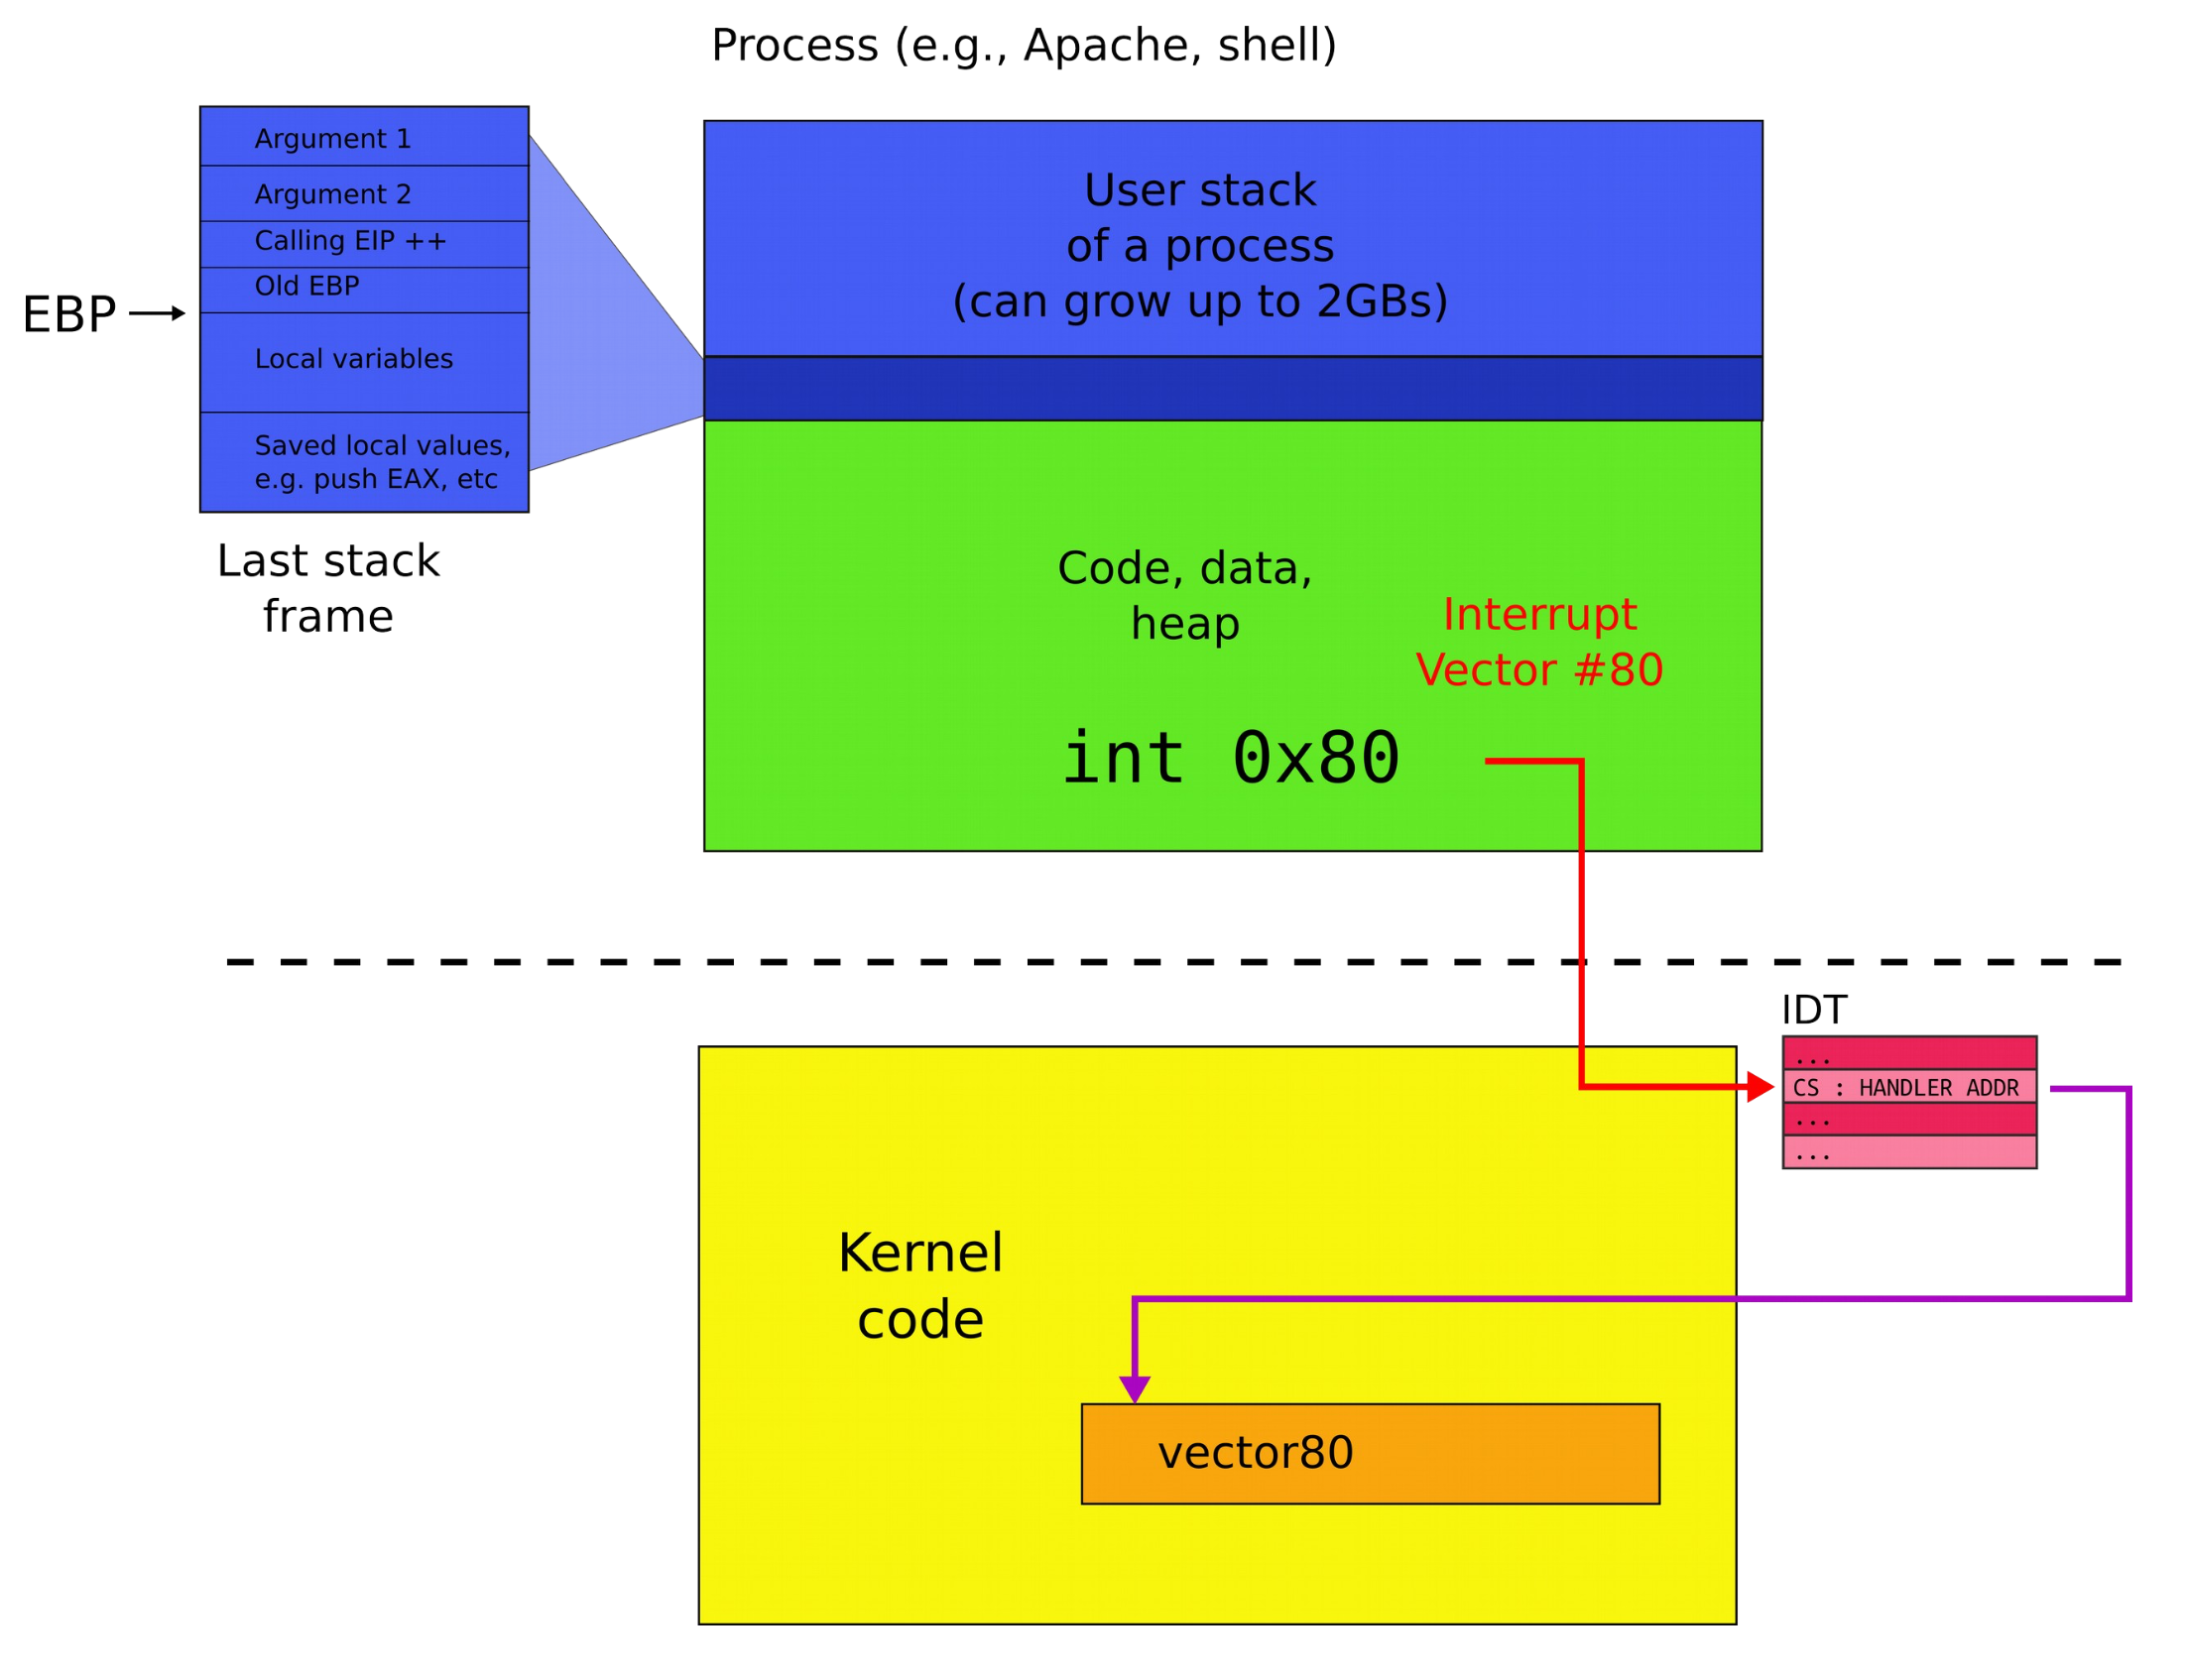 Process (e.g., Apache, shell)
Argument 1
Argument 2
Calling EIP ++
Old EBP
EBP
Local variables
Saved local values,
e.g. push EAX, etc
Last stack
frame
User stack
of a process
(can grow up to 2GBs)
Code, data,
heap
Interrupt
Vector #80
int 0x80
IDT
...
CS : HANDLER ADDR
...
...
Kernel
code
vector80